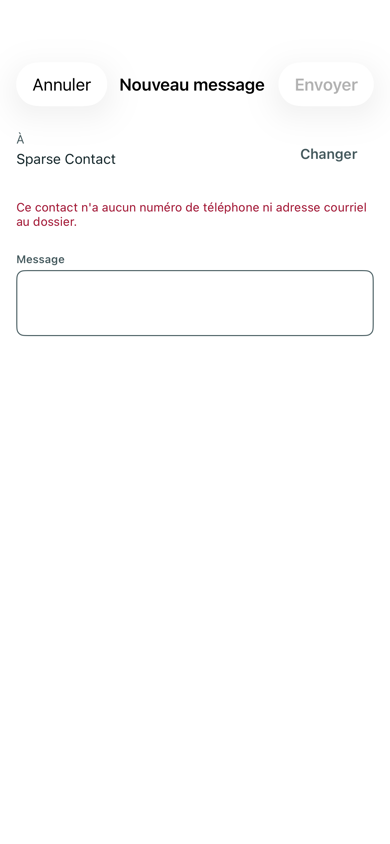 Annuler Nouveau message Envoyer
À
Sparse Contact
Changer
Ce contact n'a aucun numéro de téléphone ni adresse courriel
au dossier.
Message